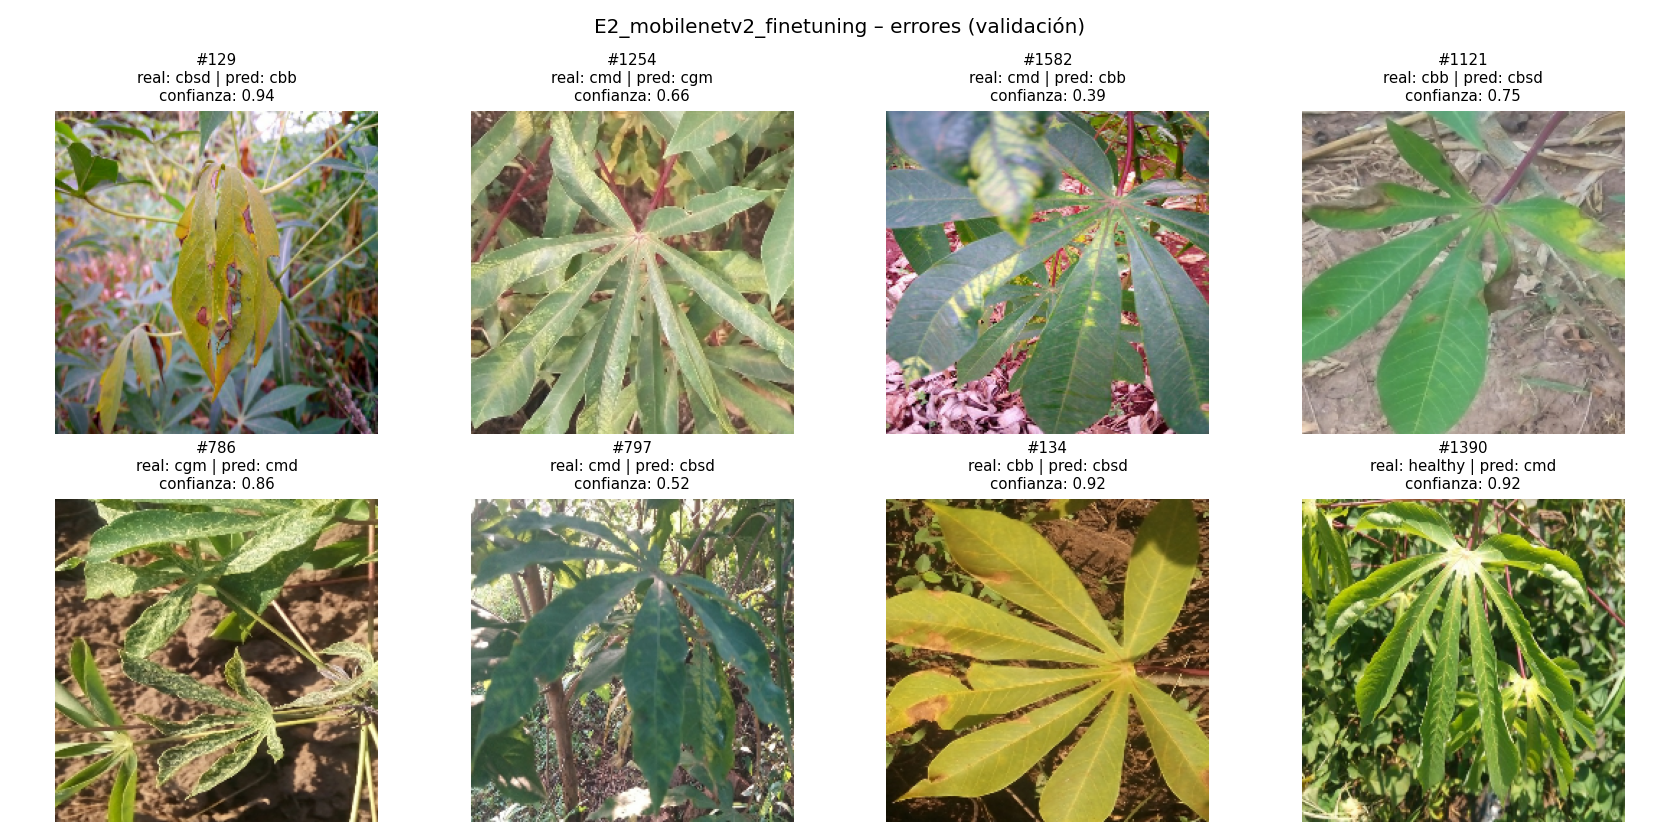 E2_mobilenetv2_finetuning – errores (validación)
#129
real: cbsd | pred: cbb
confianza: 0.94
#1254
real: cmd | pred: cgm
confianza: 0.66
#1582
real: cmd | pred: cbb
confianza: 0.39
#1121
real: cbb | pred: cbsd
confianza: 0.75
#786
real: cgm | pred: cmd
confianza: 0.86
#797
real: cmd | pred: cbsd
confianza: 0.52
#134
real: cbb | pred: cbsd
confianza: 0.92
#1390
real: healthy | pred: cmd
confianza: 0.92